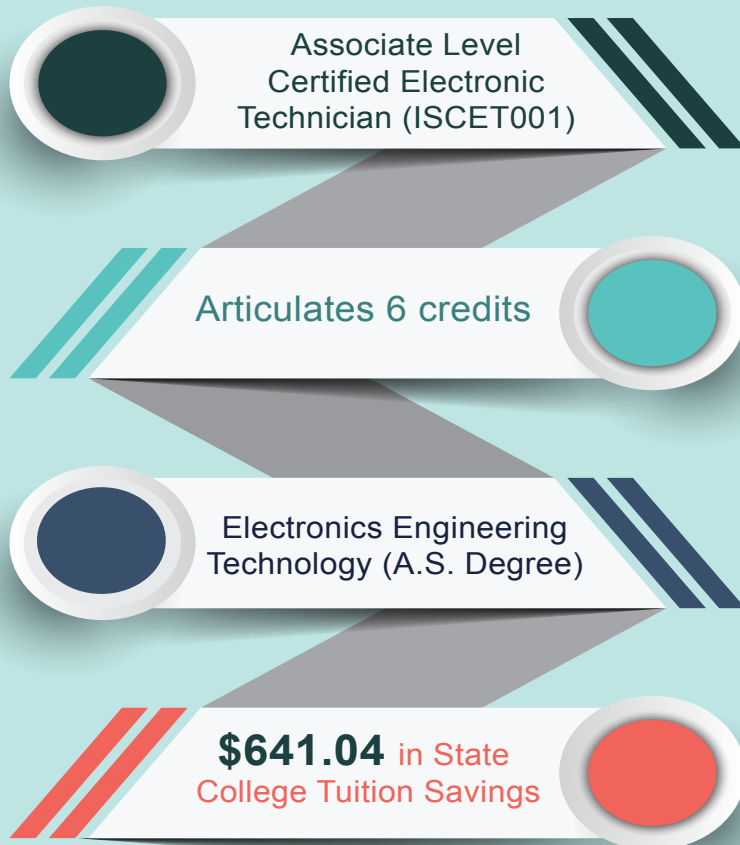 Associate Level
Certified Electronic
Technician (ISCET001)
Articulates 6 credits
Electronics Engineering
Technology (A.S. Degree)
$641.04 in State
College Tuition Savings